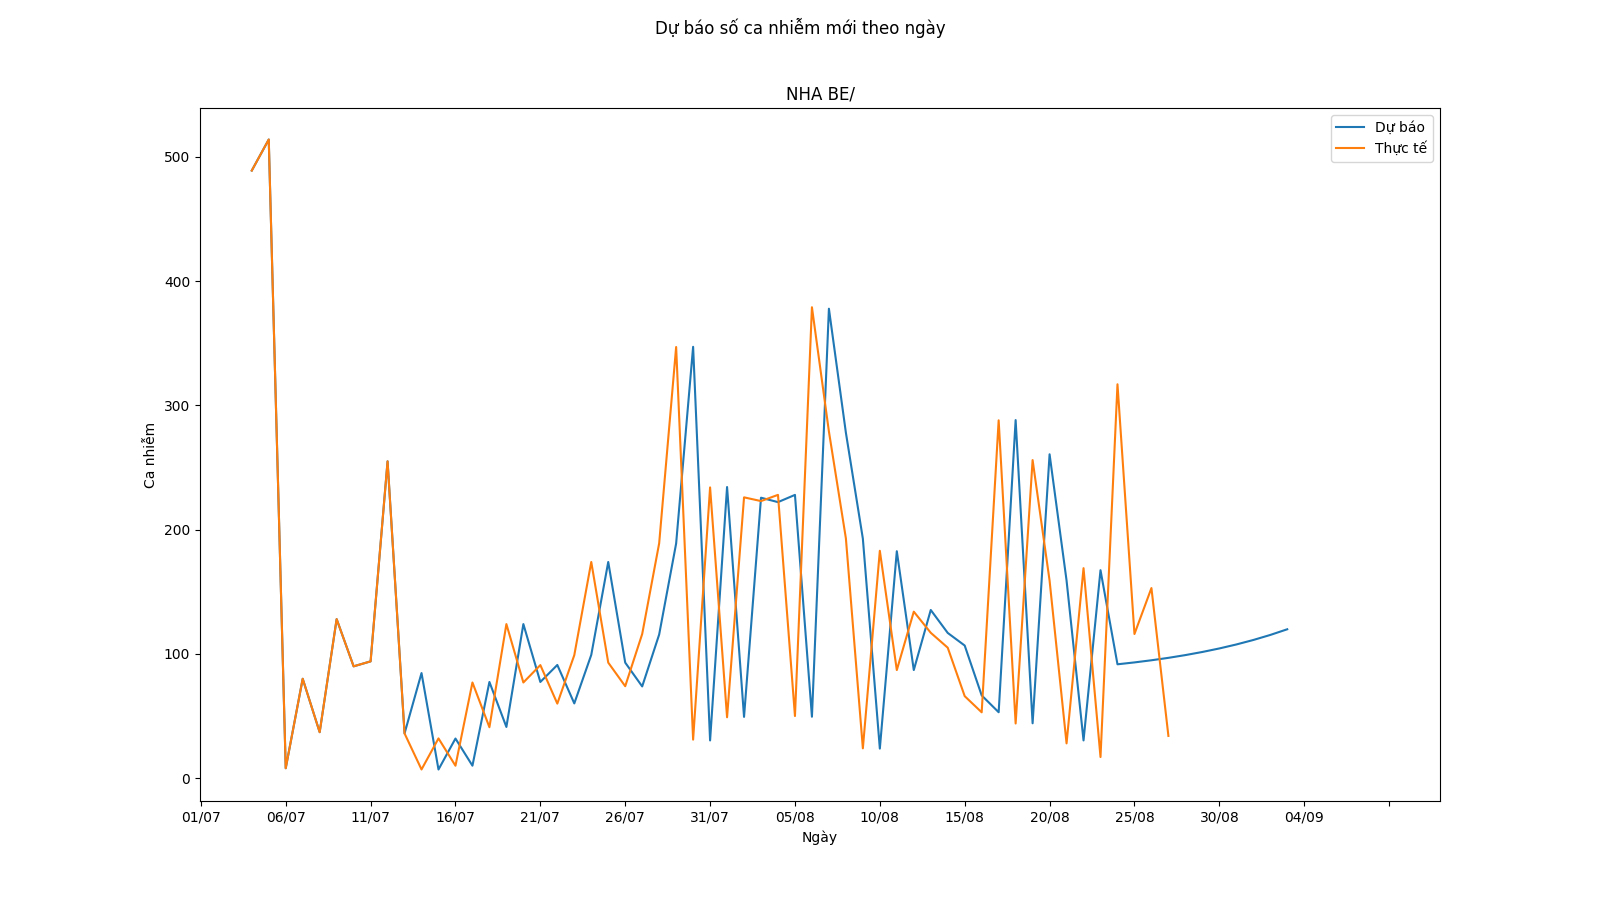 Dự báo số ca nhiễm mới theo ngày
NHA BE/
Dự báo
Thực tế
500
400
300
200
100
0
Ca nhiễm
01/07 06/07 11/07 16/07 21/07 26/07 31/07 05/08 10/08 15/08 20/08 25/08 30/08 04/09
Ngày